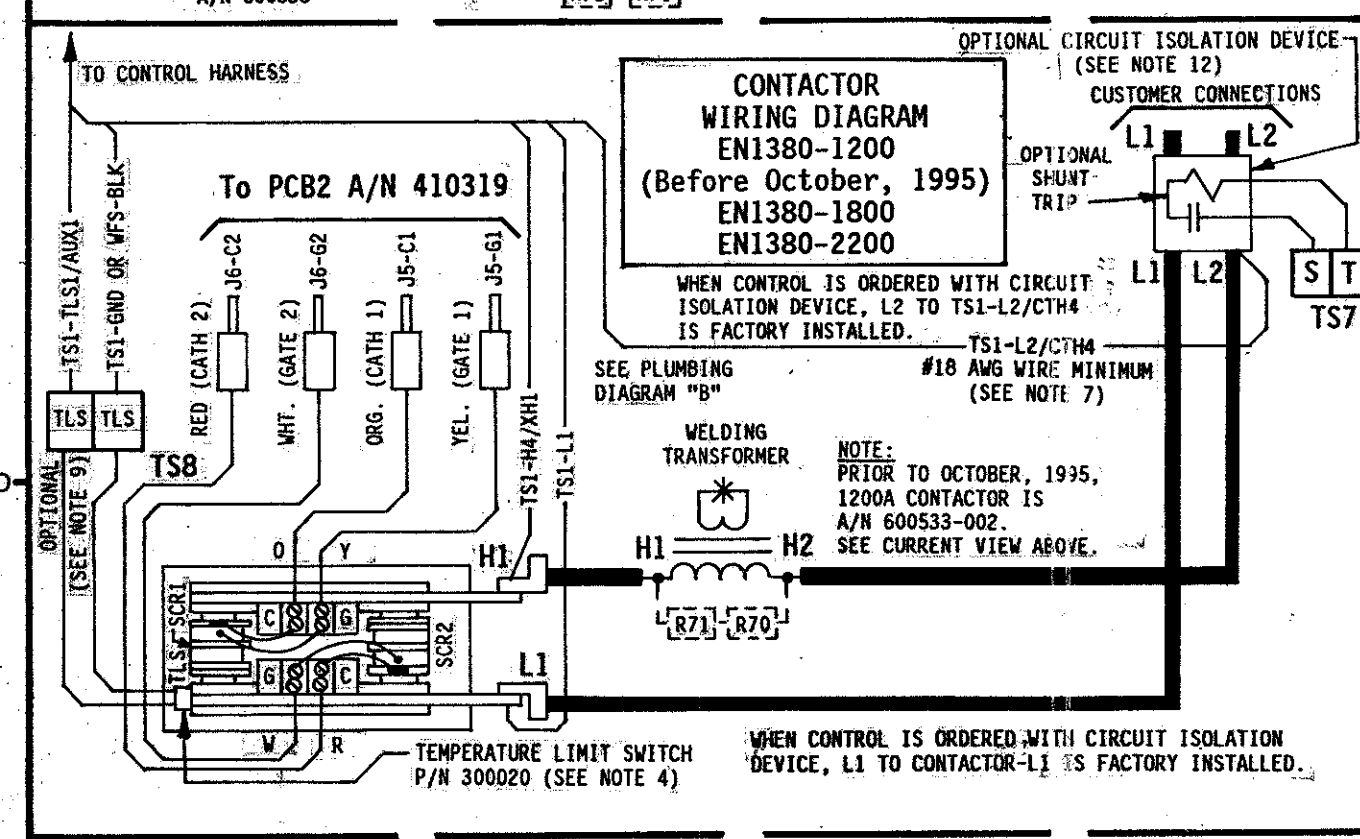 A/N 600

TO CONTROL HARNESS
OPTIONAL CIRCUIT ISOLATION DEVICE
(SEE NOTE 12)
CUSTOMER CONNECTIONS
CONTACTOR
WIRING DIAGRAM
EN1380-1200
(Before October, 1995)
EN1380-1800
EN1380-2200
L1
L2
OPTIONAL
SHUNT
TRIP
To PCB2 A/N 410319
TS1-TLS1/AUX1
TS1-GND OR WFS-BLK
J6-C2
J6-G2
J5-C1
J5-G1
RED (CATH 2)
WHT. (GATE 2)
ORG. (CATH 1)
YEL. (GATE 1)
WHEN CONTROL IS ORDERED WITH CIRCUIT
ISOLATION DEVICE, L2 TO TS1-L2/CTH4
IS FACTORY INSTALLED.
L1
L2
S
T
TS7
TS1-L2/CTH4
#18 AWG WIRE MINIMUM
(SEE NOTE 7)
SEE PLUMBING
DIAGRAM "B"
TLS
TLS
TS8
OPTIONAL
(SEE NOTE 9)
TS1-H4/XH1
TS1-L1
WELDING
TRANSFORMER
NOTE:
PRIOR TO OCTOBER, 1995,
1200A CONTACTOR IS
A/N 600533-002.
SEE CURRENT VIEW ABOVE.
H1
H2
R71
R70
O
Y
H1
TLS
SCR1
C
G
G
C
SCR2
L1
W
R
TEMPERATURE LIMIT SWITCH
P/N 300020 (SEE NOTE 4)
WHEN CONTROL IS ORDERED WITH CIRCUIT ISOLATION
DEVICE, L1 TO CONTACTOR-L1 IS FACTORY INSTALLED.